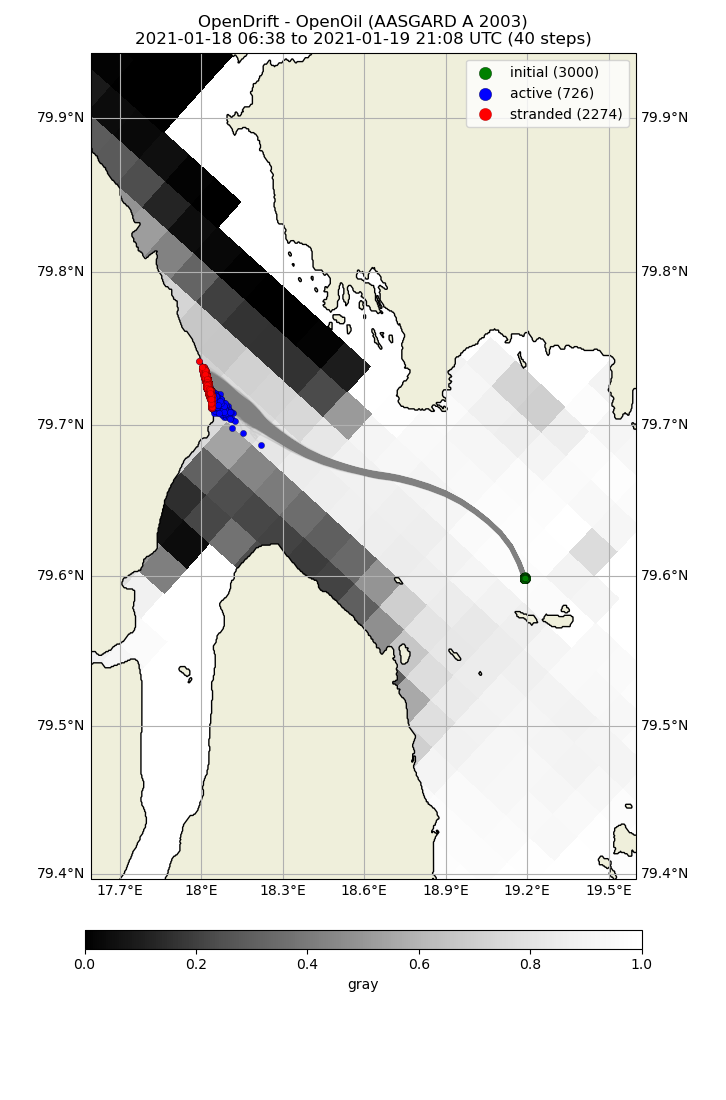 OpenDrift - OpenOil (AASGARD A 2003)
2021-01-18 06:38 to 2021-01-19 21:08 UTC (40 steps)
initial (3000)
active (726)
stranded (2274)
79.9°N 79.9°N
79.8°N 79.8°N
79.7°N 79.7°N
79.6°N 79.6°N
79.5°N 79.5°N
79.4°N 79.4°N
17.7°E 18°E 18.3°E 18.6°E 18.9°E 19.2°E 19.5°E
0.0 0.2 0.4 0.6 0.8 1.0
gray